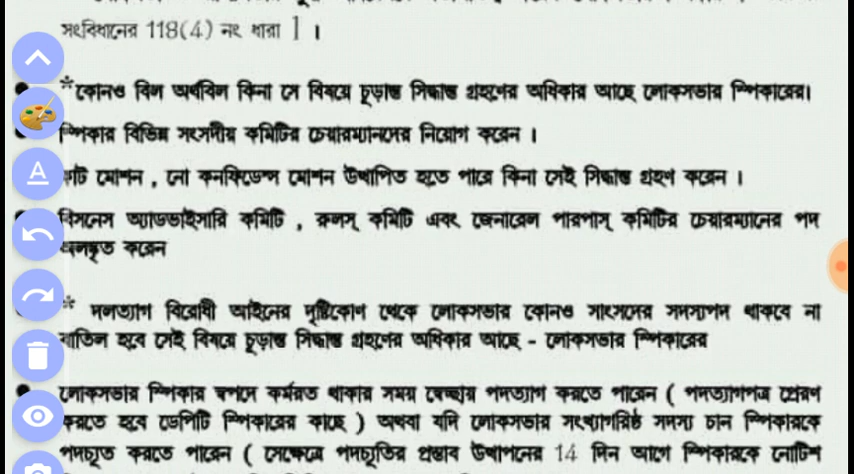 সংবিধানের 118(4) নং ধারা ] ।
*কোনও বিল অর্থবিল কিনা সে বিষয়ে চূড়ান্ত সিদ্ধান্ত গ্রহণের অধিকার আছে লোকসভার স্পিকারের।
স্পিকার বিভিন্ন সংসদীয় কমিটির চেয়ারম্যানদের নিয়োগ করেন ।
কাট মোশন , নো কনফিডেন্স মোশন উত্থাপিত হতে পারে কিনা সেই সিদ্ধান্ত গ্রহণ করেন ।
বিসনেস অ্যাডভাইসারি কমিটি , রুলস্ কমিটি এবং জেনারেল পারপাস্ কমিটির চেয়ারম্যানের পদ
অলঙ্কৃত করেন
* দলত্যাগ বিরোধী আইনের দৃষ্টিকোণ থেকে লোকসভার কোনও সাংসদের সদস্যপদ থাকবে না
বাতিল হবে সেই বিষয়ে চূড়ান্ত সিদ্ধান্ত গ্রহণের অধিকার আছে - লোকসভার স্পিকারের
লোকসভার স্পিকার স্বপদে কর্মরত থাকার সময় স্বেচ্ছায় পদত্যাগ করতে পারেন ( পদত্যাগপত্র প্রেরণ
করতে হবে ডেপিটি স্পিকারের কাছে ) অথবা যদি লোকসভার সংখ্যাগরিষ্ঠ সদস্য চান স্পিকারকে
পদচ্যুত করতে পারেন ( সেক্ষেত্রে পদচ্যুতির প্রস্তাব উত্থাপনের 14 দিন আগে স্পিকারকে নোটিশ